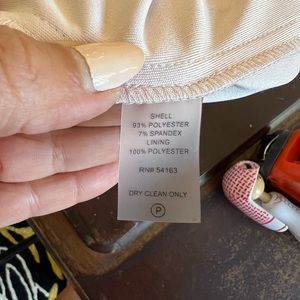 SHELL
93% POLYESTER
7% SPANDEX
LINING
100% POLYESTER
RN# 54163
DRY CLEAN ONLY
P